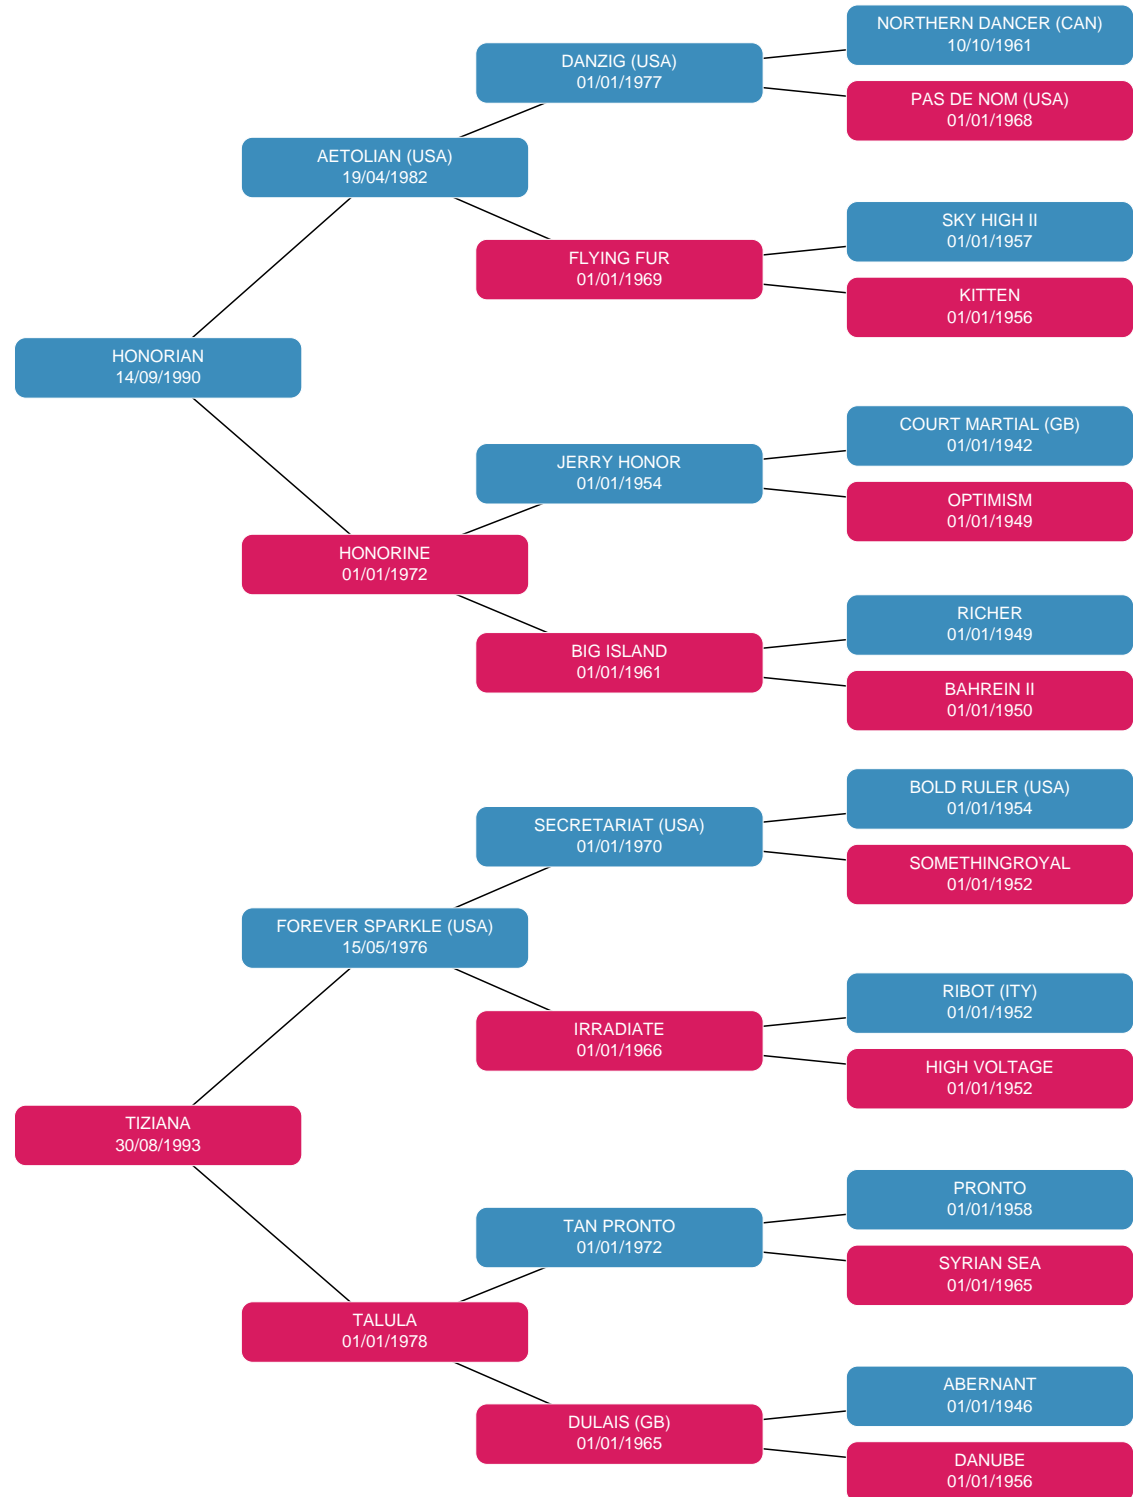 NORTHERN DANCER (CAN)
10/10/1961
DANZIG (USA)
01/01/1977
PAS DE NOM (USA)
01/01/1968
AETOLIAN (USA)
19/04/1982
SKY HIGH II
01/01/1957
FLYING FUR
01/01/1969
KITTEN
01/01/1956
HONORIAN
14/09/1990
COURT MARTIAL (GB)
01/01/1942
JERRY HONOR
01/01/1954
OPTIMISM
01/01/1949
HONORINE
01/01/1972
RICHER
01/01/1949
BIG ISLAND
01/01/1961
BAHREIN II
01/01/1950
BOLD RULER (USA)
01/01/1954
SECRETARIAT (USA)
01/01/1970
SOMETHINGROYAL
01/01/1952
FOREVER SPARKLE (USA)
15/05/1976
RIBOT (ITY)
01/01/1952
IRRADIATE
01/01/1966
HIGH VOLTAGE
01/01/1952
TIZIANA
30/08/1993
PRONTO
01/01/1958
TAN PRONTO
01/01/1972
SYRIAN SEA
01/01/1965
TALULA
01/01/1978
ABERNANT
01/01/1946
DULAIS (GB)
01/01/1965
DANUBE
01/01/1956